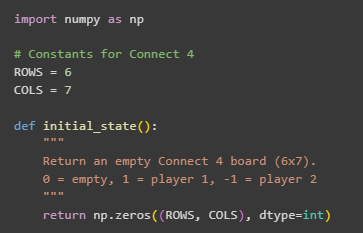 import numpy as np
# Constants for Connect 4
ROWS = 6
COLS = 7
def initial_state():
"""
Return an empty Connect 4 board (6x7).
0 = empty, 1 = player 1, -1 = player 2
"""
return np.zeros((ROWS, COLS), dtype=int)